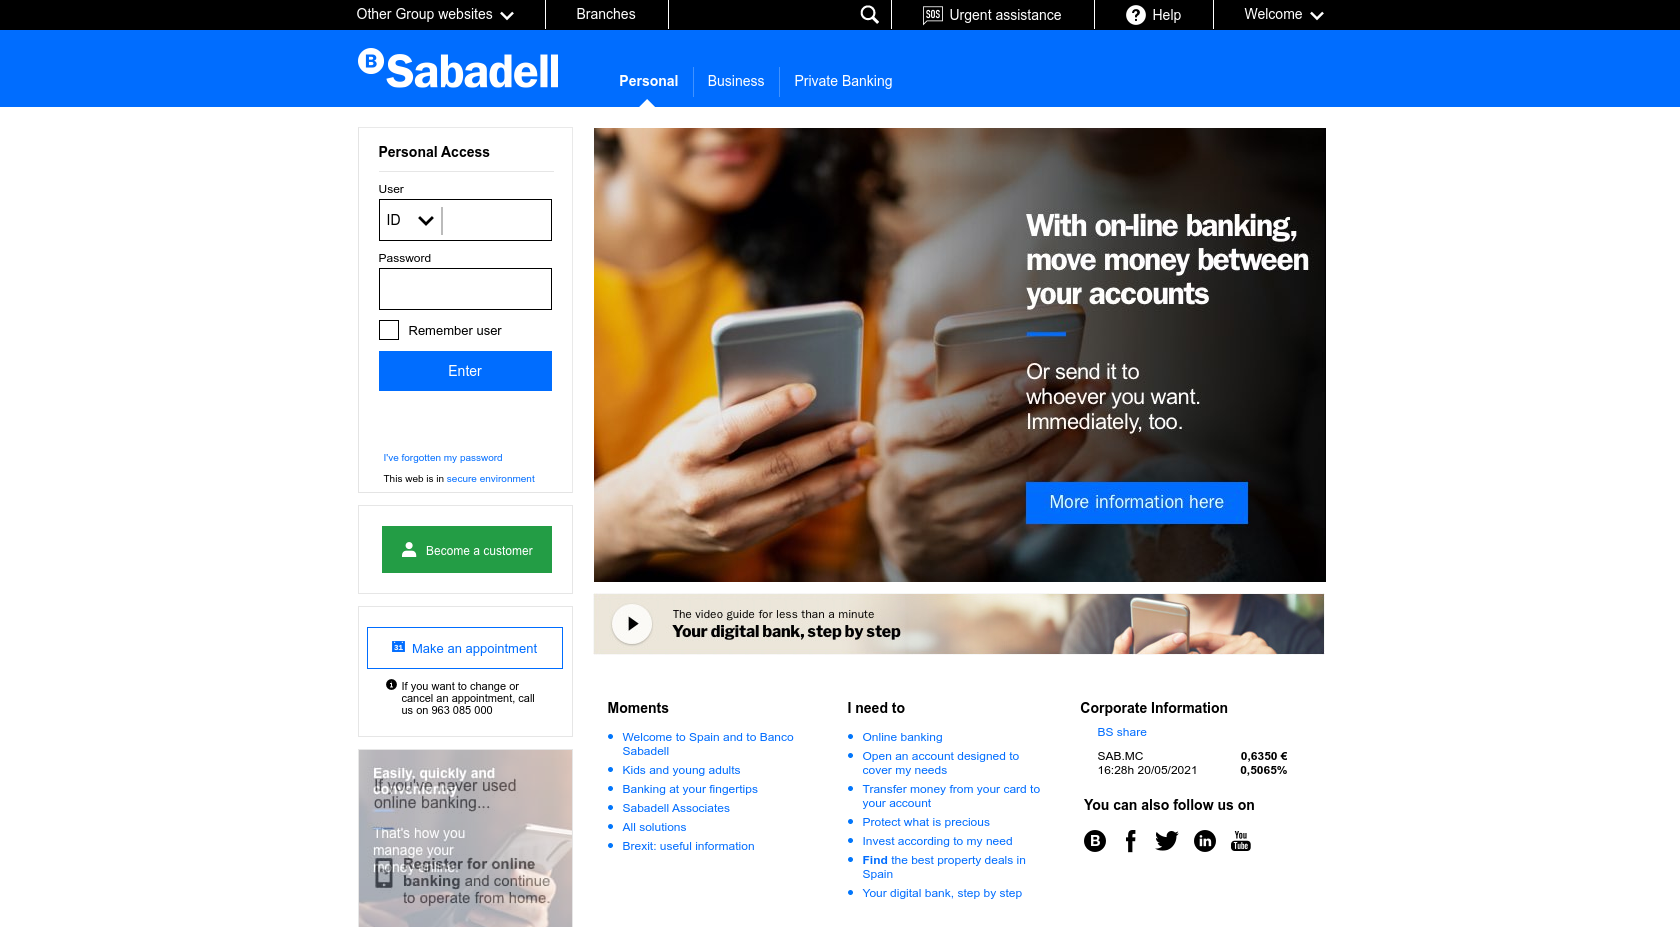 Other Group websites
Branches
SOS Urgent assistance
? Help
Welcome
B Sabadell
Personal
Business
Private Banking
Personal Access
User
ID
Password
Remember user
Enter
I've forgotten my password
This web is in secure environment
Become a customer
31 Make an appointment
If you want to change or
cancel an appointment, call
us on 963 085 000
Easily, quickly and
conveniently.
If you've never used
online banking...
That's how you
manage your
money online.
Register for online
banking and continue
to operate from home.
With on-line banking,
move money between
your accounts
Or send it to
whoever you want.
Immediately, too.
More information here
The video guide for less than a minute
Your digital bank, step by step
Moments
Welcome to Spain and to Banco
Sabadell
Kids and young adults
Banking at your fingertips
Sabadell Associates
All solutions
Brexit: useful information
I need to
Online banking
Open an account designed to
cover my needs
Transfer money from your card to
your account
Protect what is precious
Invest according to my need
Find the best property deals in
Spain
Your digital bank, step by step
Corporate Information
BS share
SAB.MC 0,6350 €
16:28h 20/05/2021 0,5065%
You can also follow us on
B f in You Tube